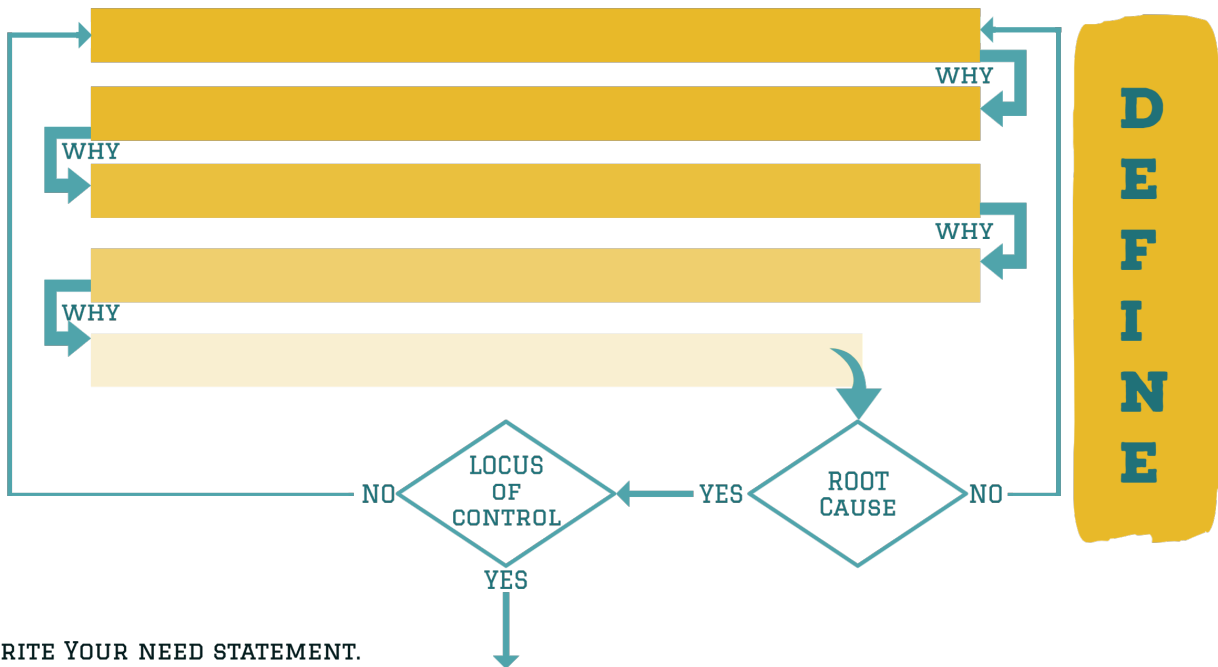 WHY
WHY
WHY
WHY
LOCUS
OF
CONTROL
ROOT
CAUSE
NO
YES
NO
YES
RITE YOUR NEED STATEMENT.
D
E
F
I
N
E